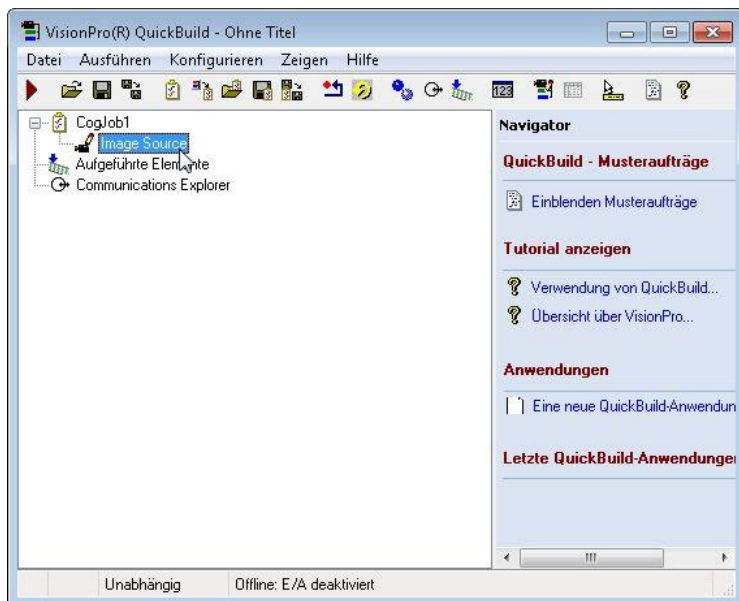 VisionPro(R) QuickBuild - Ohne Titel
Datei Ausführen Konfigurieren Zeigen Hilfe
123
CogJob1
Image Source
Aufgeführte Elemente
Communications Explorer
Navigator
QuickBuild - Musteraufträge
Einblenden Musteraufträge
Tutorial anzeigen
Verwendung von QuickBuild...
Übersicht über VisionPro...
Anwendungen
Eine neue QuickBuild-Anwendun
Letzte QuickBuild-Anwendunge
Unabhängig Offline: E/A deaktiviert